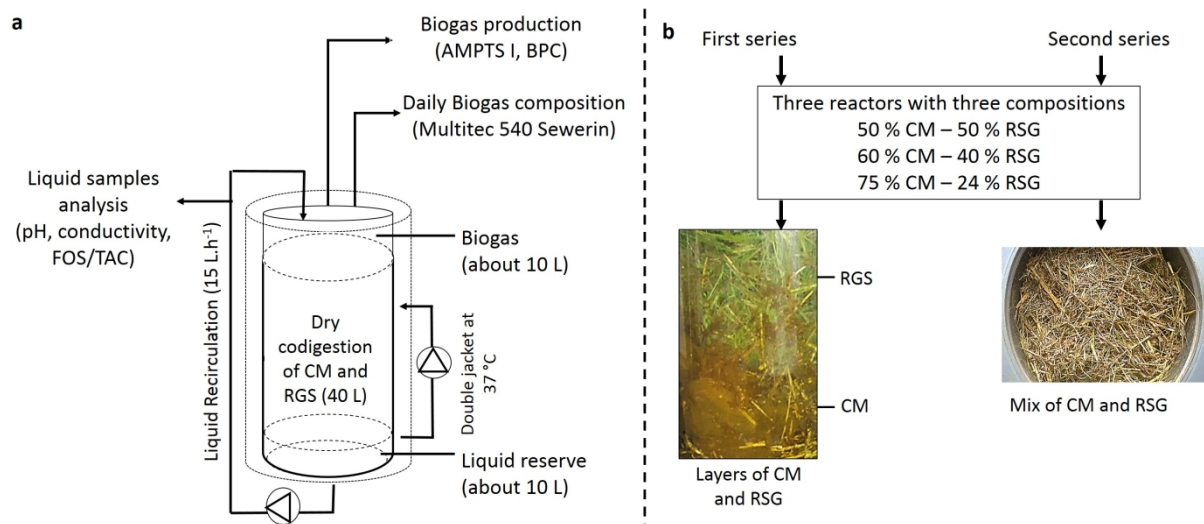 a
Biogas production
(AMPTS I, BPC)
Daily Biogas composition
(Multitec 540 Sewerin)
Liquid samples
analysis
(pH, conductivity,
FOS/TAC)
Liquid Recirculation (15 L.h-1)
Biogas
(about 10 L)
Dry
codigestion
of CM and
RGS (40 L)
Double jacket at
37 °C
Liquid reserve
(about 10 L)
b
First series
Second series
Three reactors with three compositions
50 % CM – 50 % RSG
60 % CM – 40 % RSG
75 % CM – 24 % RSG
RGS
CM
Layers of CM
and RSG
Mix of CM and RSG